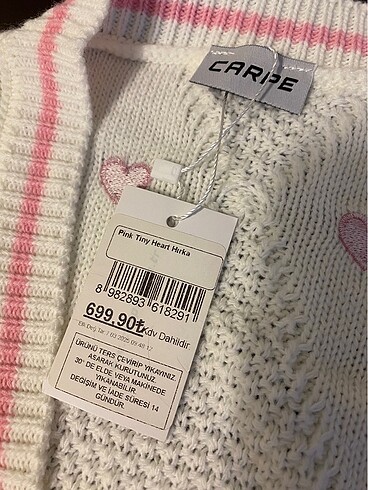 CARPE
Pink Tiny Heart Hırka
8 982893 618291
699,90₺Kdv Dahildir.
ÜRÜNÜ TERS ÇEVİRİP YIKAYINIZ.
ASARAK KURUTUNUZ.
30° DE ELDE VEYA MAKİNEDE
YIKANABİLİR.
DEĞİŞİM VE İADE SÜRESİ 14
GÜNDÜR.